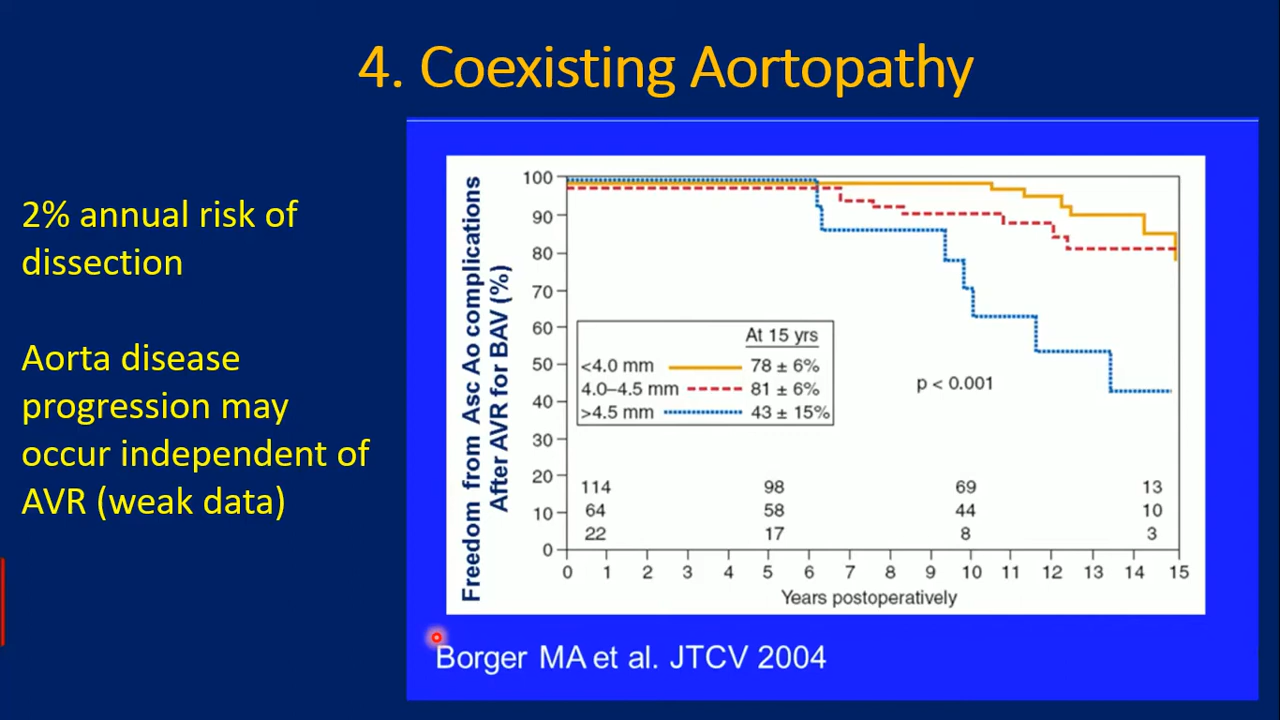 4. Coexisting Aortopathy
2% annual risk of
dissection
Aorta disease
progression may
occur independent of
AVR (weak data)
Freedom from Asc Ao complications
After AVR for BAV (%)
100
90
80
70
60
50
40
30
20
10
0
At 15 yrs
<4.0 mm 78 ± 6%
4.0–4.5 mm 81 ± 6%
>4.5 mm 43 ± 15%
p < 0.001
114 98 69 13
64 58 44 10
22 17 8 3
0 1 2 3 4 5 6 7 8 9 10 11 12 13 14 15
Years postoperatively
Borger MA et al. JTCV 2004